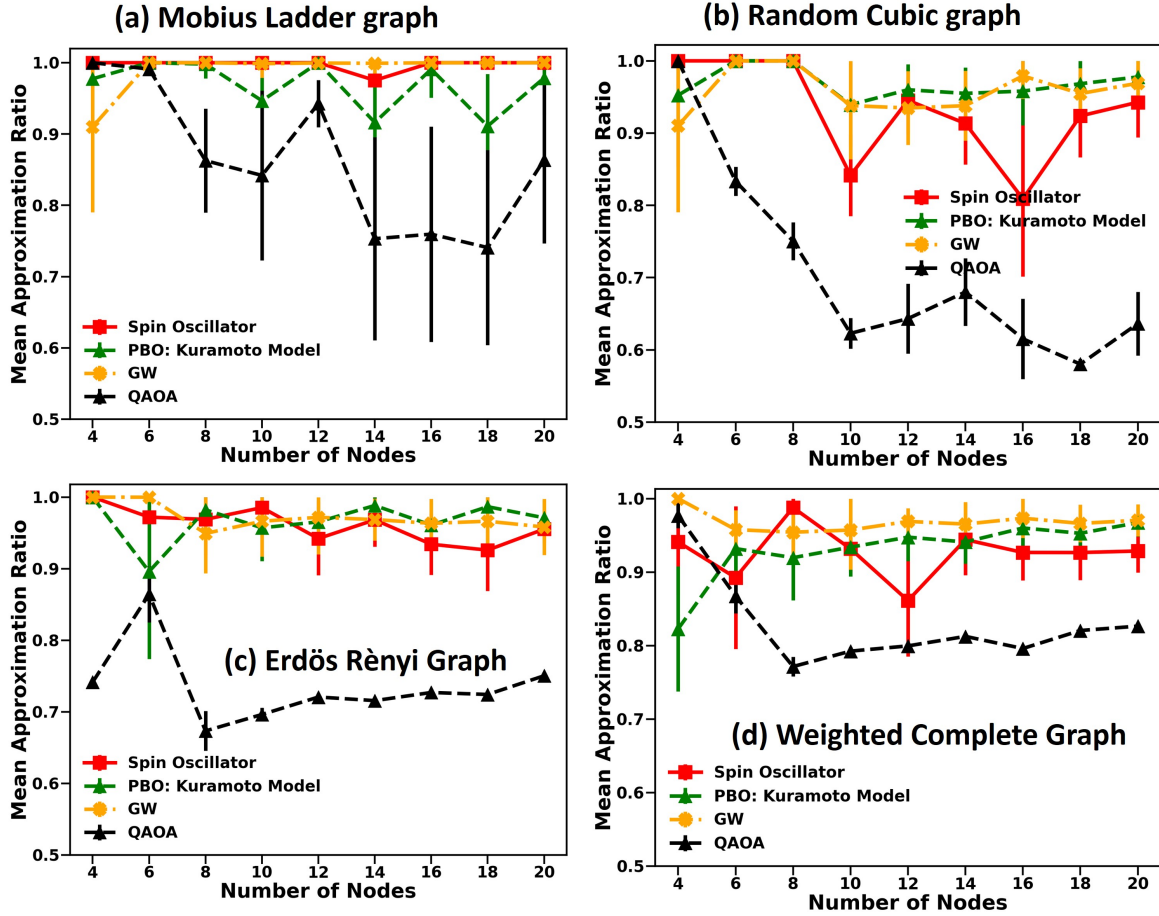 (a) Mobius Ladder graph
Mean Approximation Ratio
1.0
0.9
0.8
0.7
0.6
0.5
Spin Oscillator
PBO: Kuramoto Model
GW
QAOA
4 6 8 10 12 14 16 18 20
Number of Nodes
(b) Random Cubic graph
Mean Approximation Ratio
1.0
0.9
0.8
0.7
0.6
0.5
Spin Oscillator
PBO: Kuramoto Model
GW
QAOA
4 6 8 10 12 14 16 18 20
Number of Nodes
(c) Erdös Rènyi Graph
Mean Approximation Ratio
1.0
0.9
0.8
0.7
0.6
0.5
Spin Oscillator
PBO: Kuramoto Model
GW
QAOA
4 6 8 10 12 14 16 18 20
Number of Nodes
(d) Weighted Complete Graph
Mean Approximation Ratio
1.0
0.9
0.8
0.7
0.6
0.5
Spin Oscillator
PBO: Kuramoto Model
GW
QAOA
4 6 8 10 12 14 16 18 20
Number of Nodes